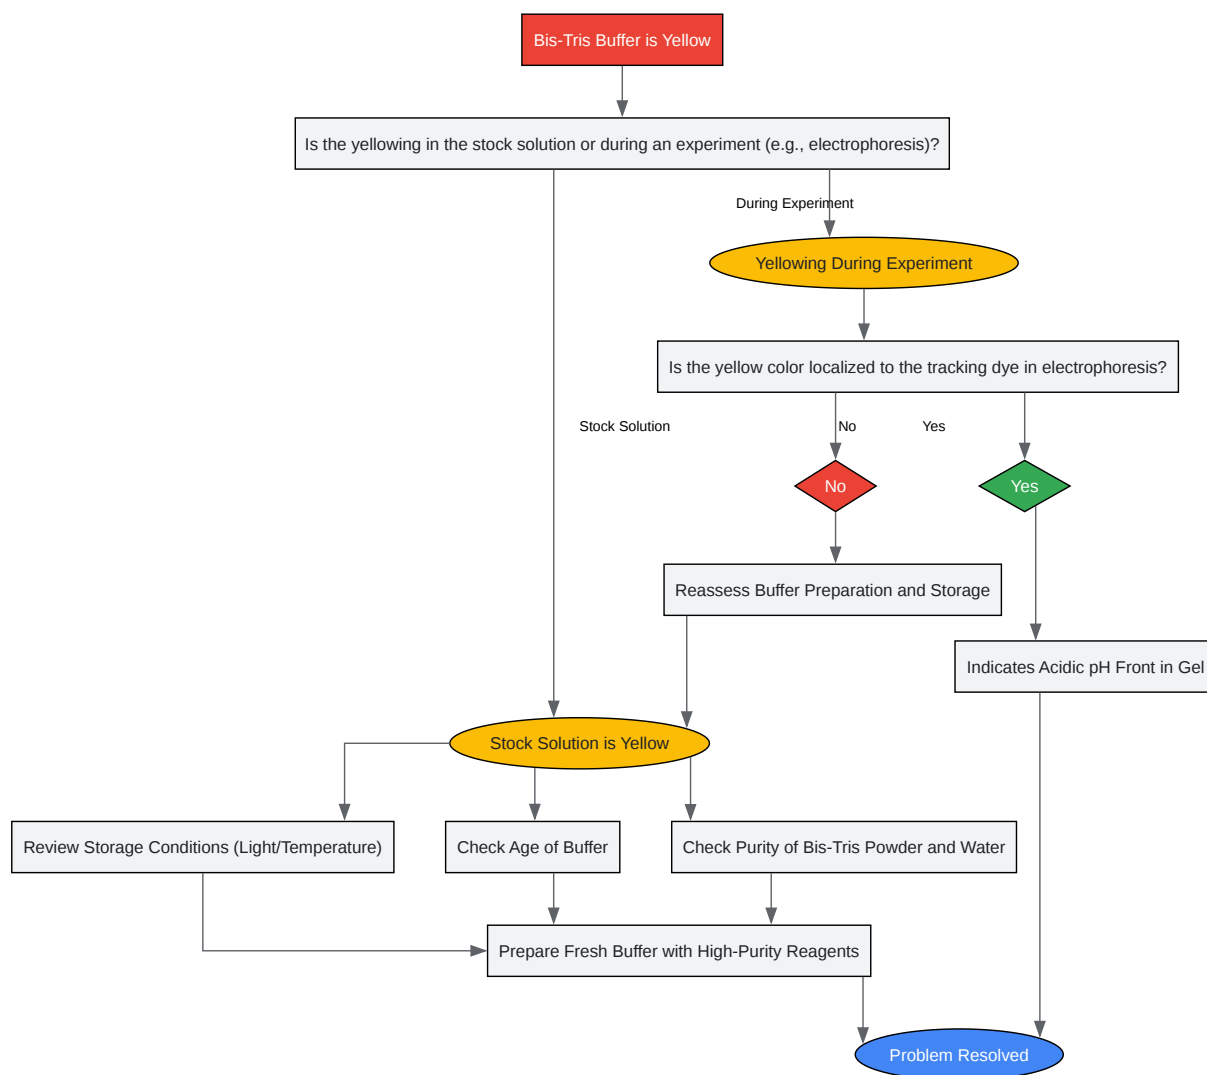 Bis-Tris Buffer is Yellow
Is the yellowing in the stock solution or during an experiment (e.g., electrophoresis)?
During Experiment
Yellowing During Experiment
Is the yellow color localized to the tracking dye in electrophoresis?
Stock Solution
No
Yes
No
Yes
Reassess Buffer Preparation and Storage
Indicates Acidic pH Front in Gel
Stock Solution is Yellow
Review Storage Conditions (Light/Temperature)
Check Age of Buffer
Check Purity of Bis-Tris Powder and Water
Prepare Fresh Buffer with High-Purity Reagents
Problem Resolved